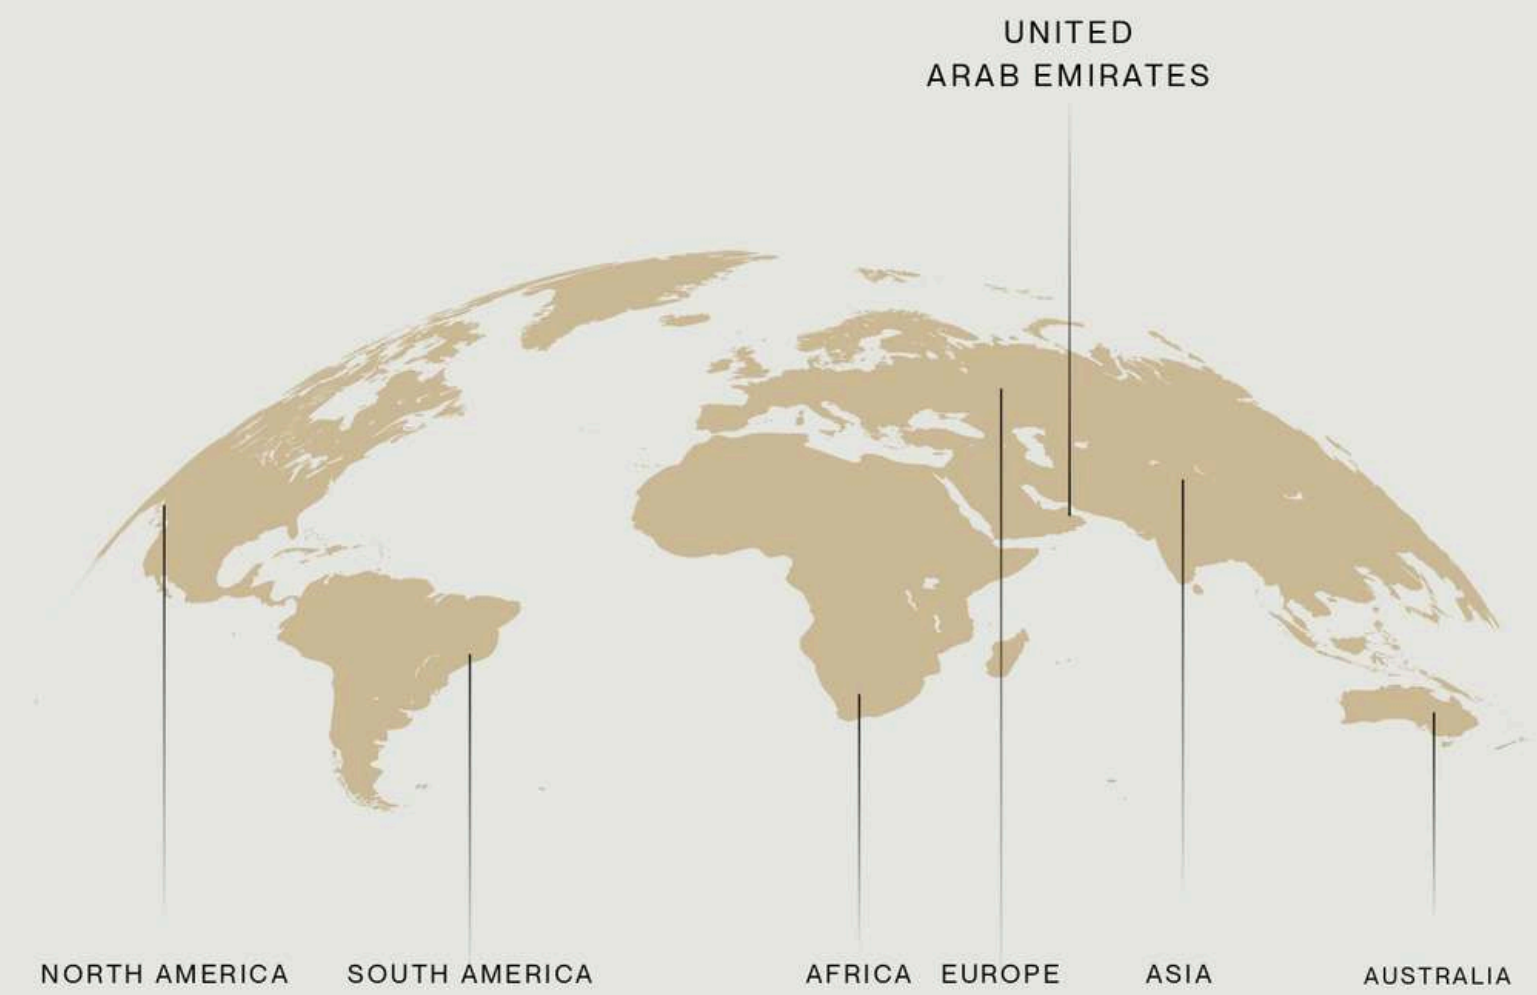 UNITED
ARAB EMIRATES
NORTH AMERICA
SOUTH AMERICA
AFRICA
EUROPE
ASIA
AUSTRALIA